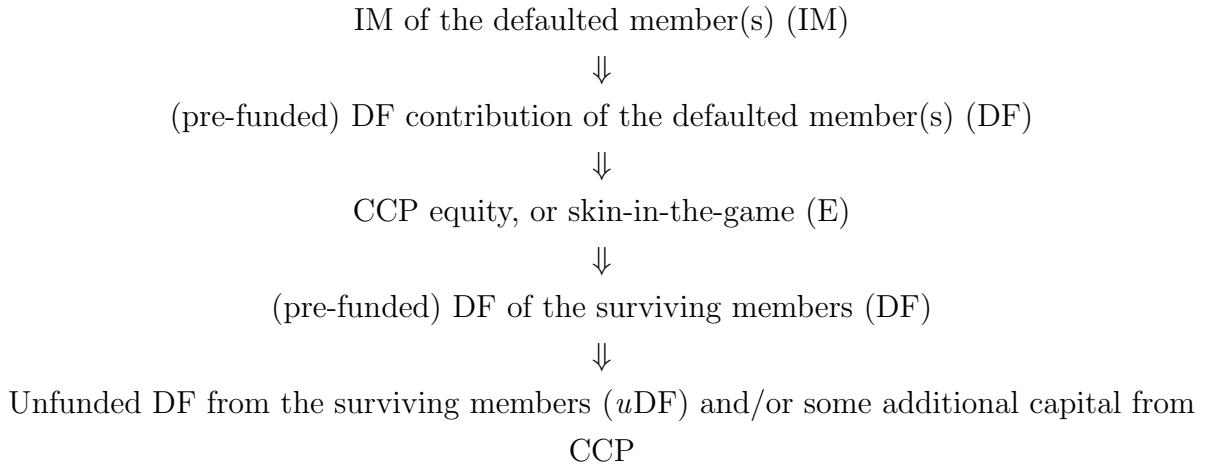 IM of the defaulted member(s) (IM)
⇓
(pre-funded) DF contribution of the defaulted member(s) (DF)
⇓
CCP equity, or skin-in-the-game (E)
⇓
(pre-funded) DF of the surviving members (DF)
⇓
Unfunded DF from the surviving members (uDF) and/or some additional capital from
CCP